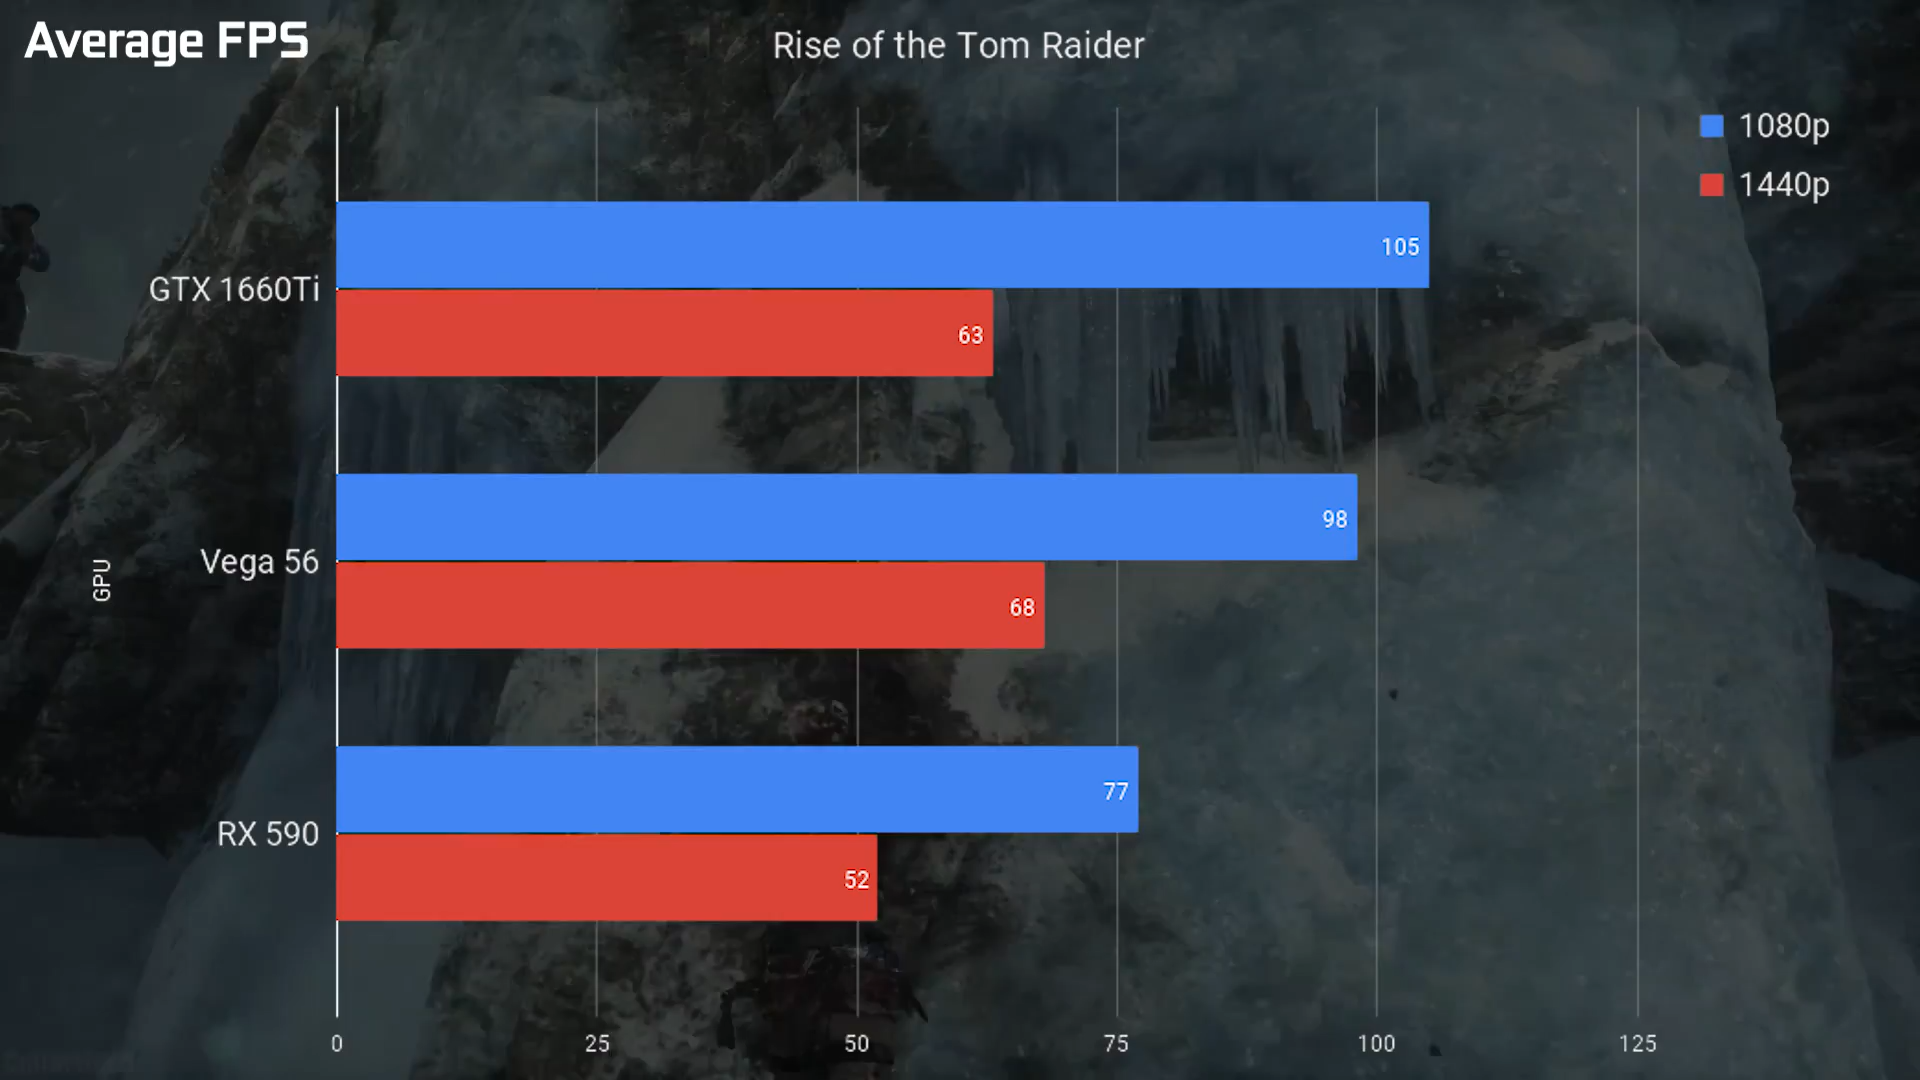 Average FPS
Rise of the Tom Raider
1080p
1440p
GTX 1660Ti
105
63
Vega 56
98
68
RX 590
77
52
GPU
0 25 50 75 100 125